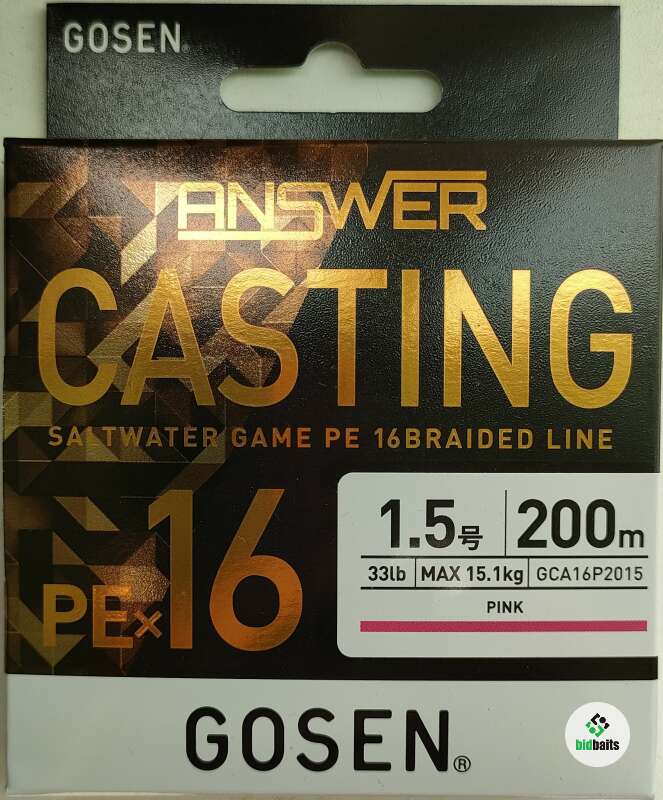 GOSEN®
ANSWER
CASTING
SALTWATER GAME PE 16BRAIDED LINE
PE×16
1.5号 200m
33lb MAX 15.1kg GCA16P2015
PINK
GOSEN®
bidbaits